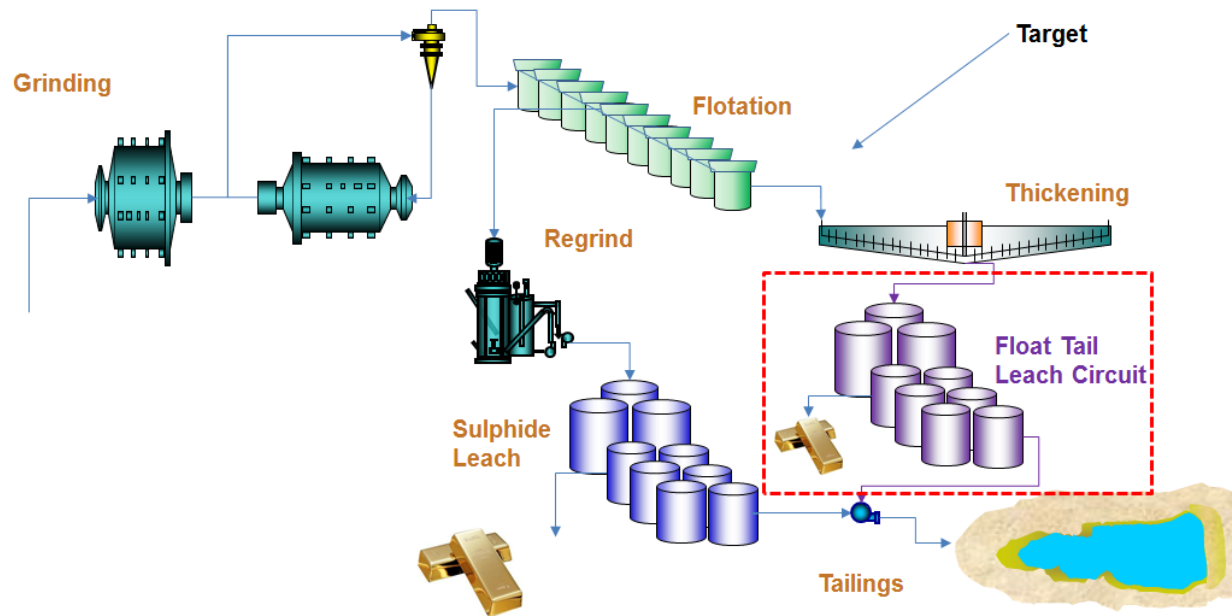 Target
Grinding
Flotation
Thickening
Regrind
Float Tail
Leach Circuit
Sulphide
Leach
Tailings